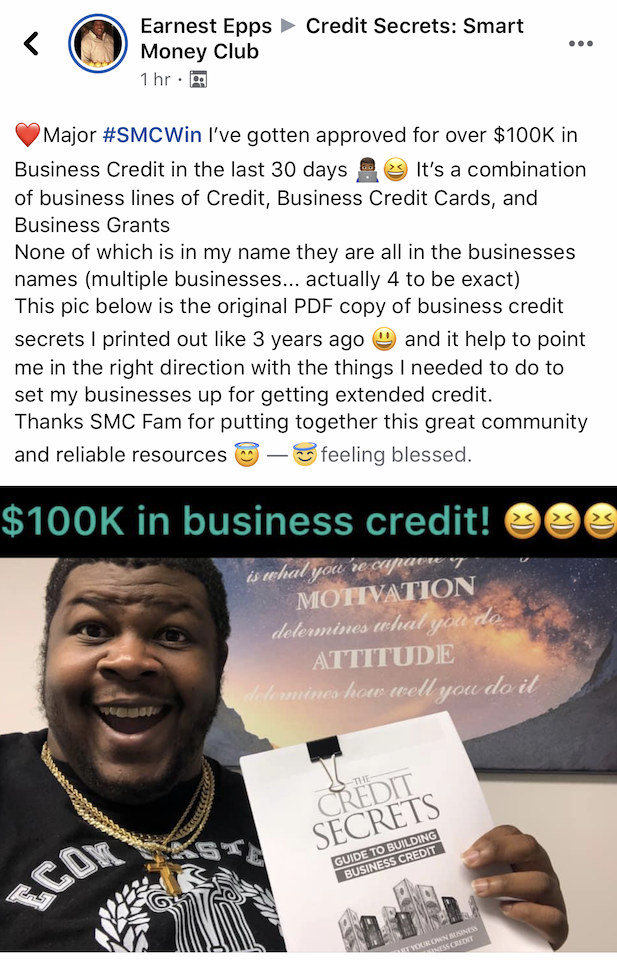 Earnest Epps ▶ Credit Secrets: Smart
Money Club
1 hr ·
❤️Major #SMCWin I’ve gotten approved for over $100K in
Business Credit in the last 30 days 👨🏾‍💻😆 It’s a combination
of business lines of Credit, Business Credit Cards, and
Business Grants
None of which is in my name they are all in the businesses
names (multiple businesses... actually 4 to be exact)
This pic below is the original PDF copy of business credit
secrets I printed out like 3 years ago 😃 and it help to point
me in the right direction with the things I needed to do to
set my businesses up for getting extended credit.
Thanks SMC Fam for putting together this great community
and reliable resources 😇 — 😇feeling blessed.
$100K in business credit! 😆😆😆
is what you're capable of
MOTIVATION
determines what you do
ATTITUDE
determines how well you do it
THE
CREDIT
SECRETS
GUIDE TO BUILDING
BUSINESS CREDIT
START YOUR OWN BUSINESS
BUSINESS CREDIT
ECOM MASTE